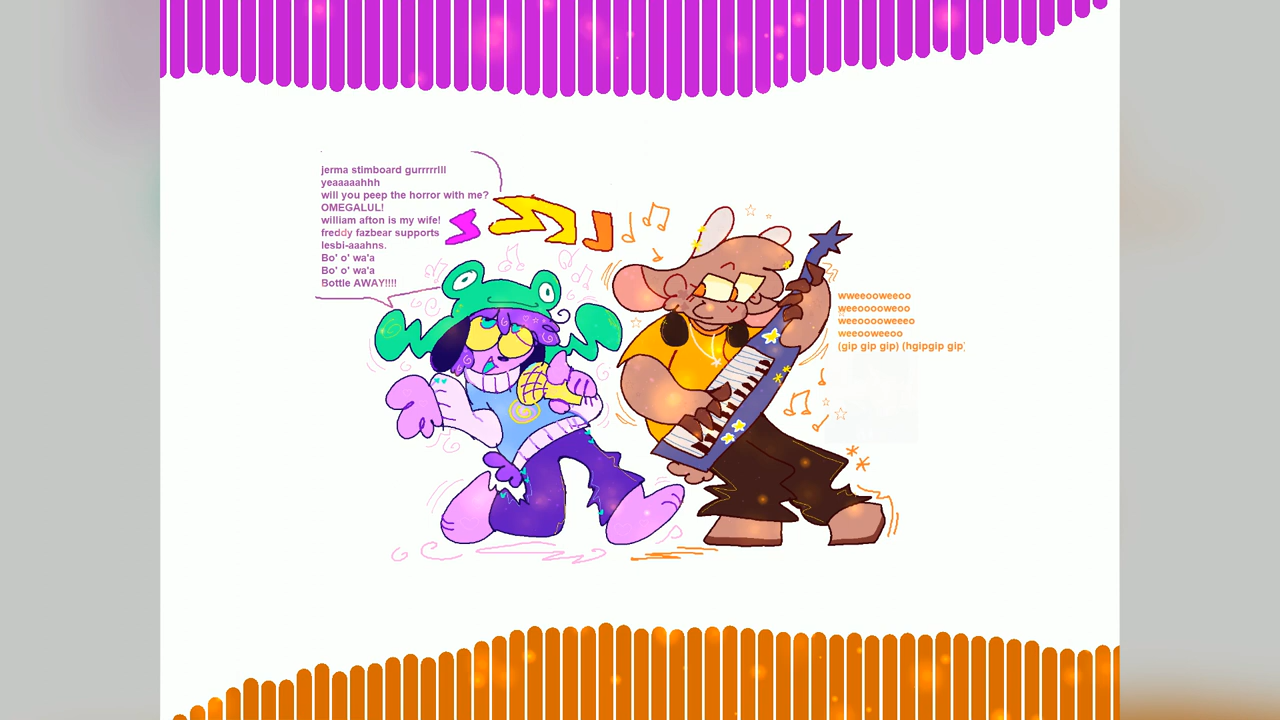 jerma stimboard gurrrrrlll
yeaaaaahhh
will you peep the horror with me?
OMEGALUL!
william afton is my wife!
freddy fazbear supports
lesbi-aaahns.
Bo' o' wa'a
Bo' o' wa'a
Bottle AWAY!!!!
wweeooweeoo
weeooooweoo
weeooooweeeo
weeooweeoo
(gip gip gip) (hgipgip gip)